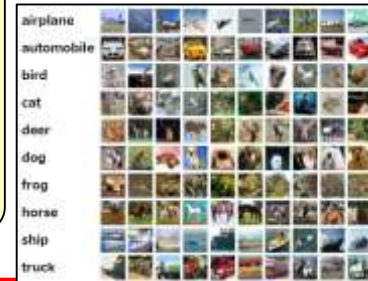 airplane
automobile
bird
cat
deer
dog
frog
horse
ship
truck